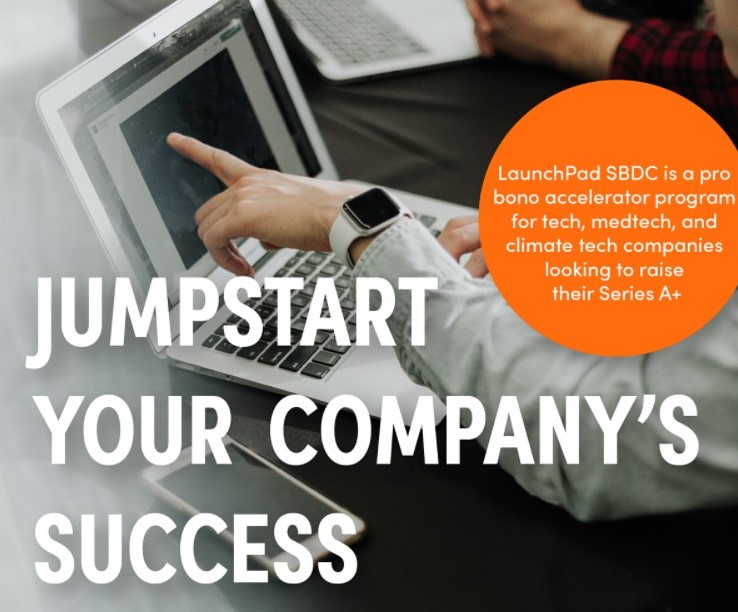 LaunchPad SBDC is a pro
bono accelerator program
for tech, medtech, and
climate tech companies
looking to raise
their Series A+
JUMPSTART
YOUR COMPANY'S
SUCCESS